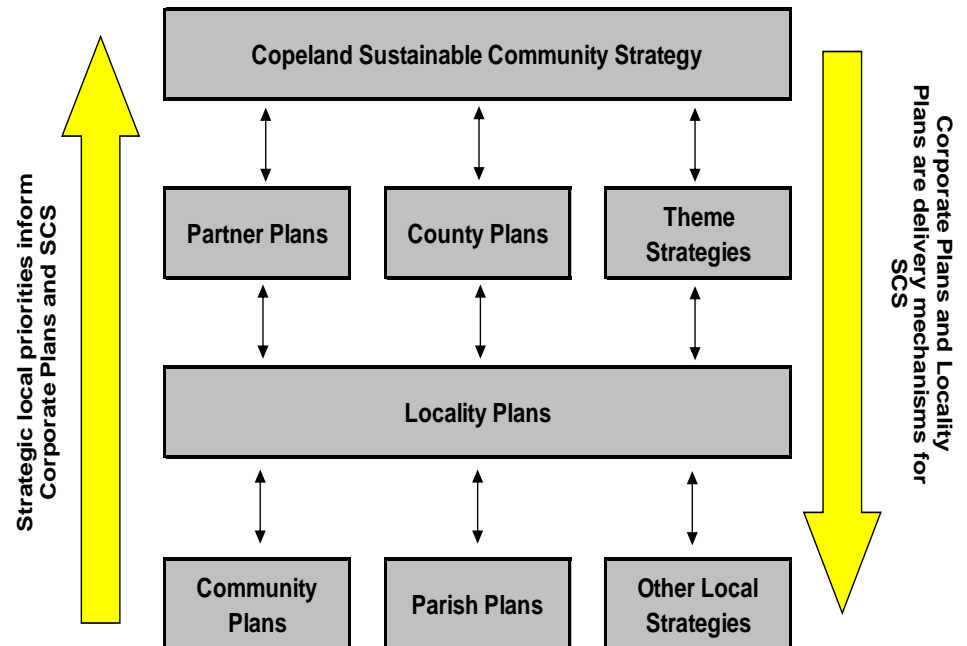 Copeland Sustainable Community Strategy
Partner Plans
County Plans
Theme
Strategies
Locality Plans
Community
Plans
Parish Plans
Other Local
Strategies
Strategic local priorities inform
Corporate Plans and SCS
Corporate Plans and Locality
Plans are delivery mechanisms for
SCS